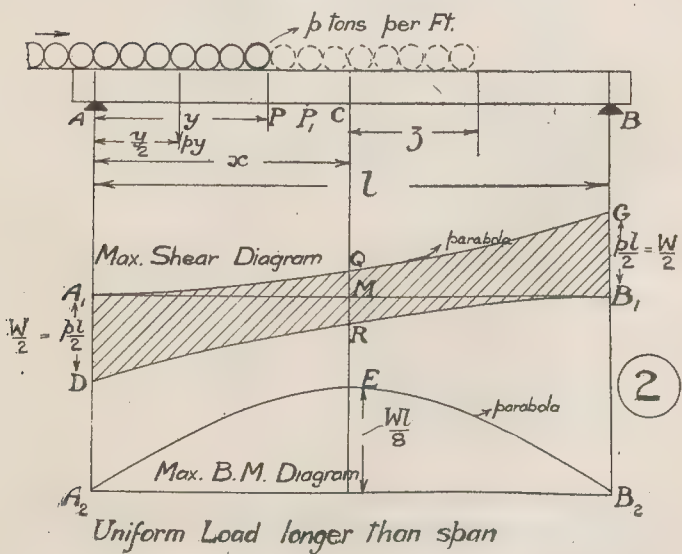 p tons per Ft.
A y P P₁ C B
y/2 py 3
x
l
G
Max. Shear Diagram parabola pl/2 = W/2
Q
A₁ M B₁
W/2 = pl/2 R
D E 2
parabola
Wl/8
Max. B.M. Diagram
A₂ B₂
Uniform Load longer than span